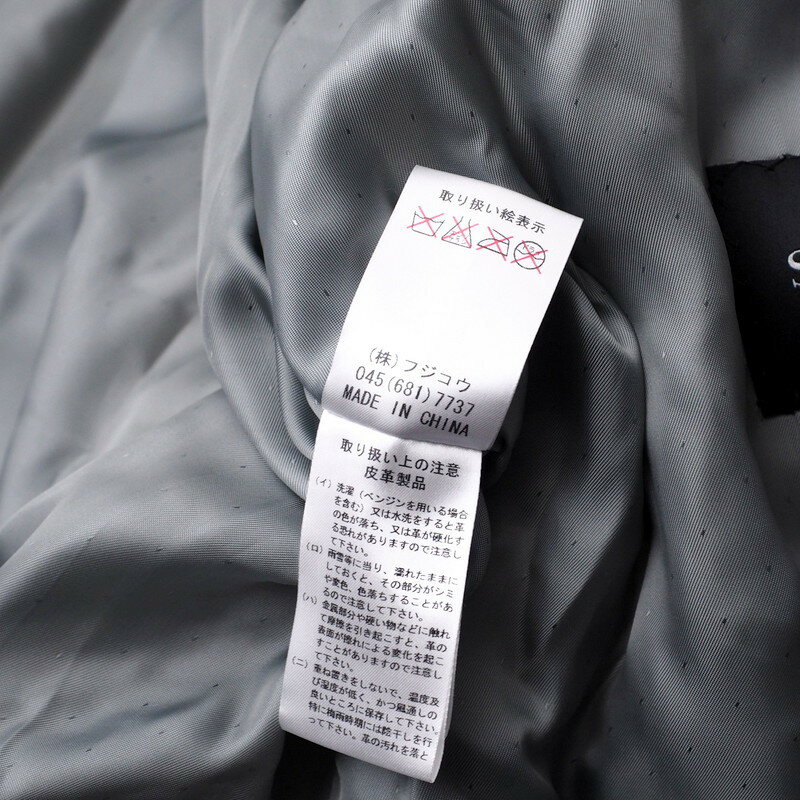 取り扱い絵表示
(株)フジコウ
045(681)7737
MADE IN CHINA
取り扱い上の注意
皮革製品
(イ)洗濯(ベンジンを用いる場合
を含む)又は水洗をすると革
の色が落ち、又は革が硬化す
る恐れがありますので注意し
て下さい。
(ロ)雨雪等に当り、濡れたままに
しておくと、その部分がシミ
や変色、色落ちすることがあ
るので注意して下さい。
(ハ)金属部分や硬い物などに触れ
て摩擦を引き起こすと、革の
表面が擦れによる変化を起こ
すことがありますので注意し
て下さい。
(ニ)重ね置きをしないで、温度及
び湿度が低く、かつ風通しの
良いところに保存して下さい。
特に梅雨時期には陰干しを行
って下さい。革の汚れを落と
S